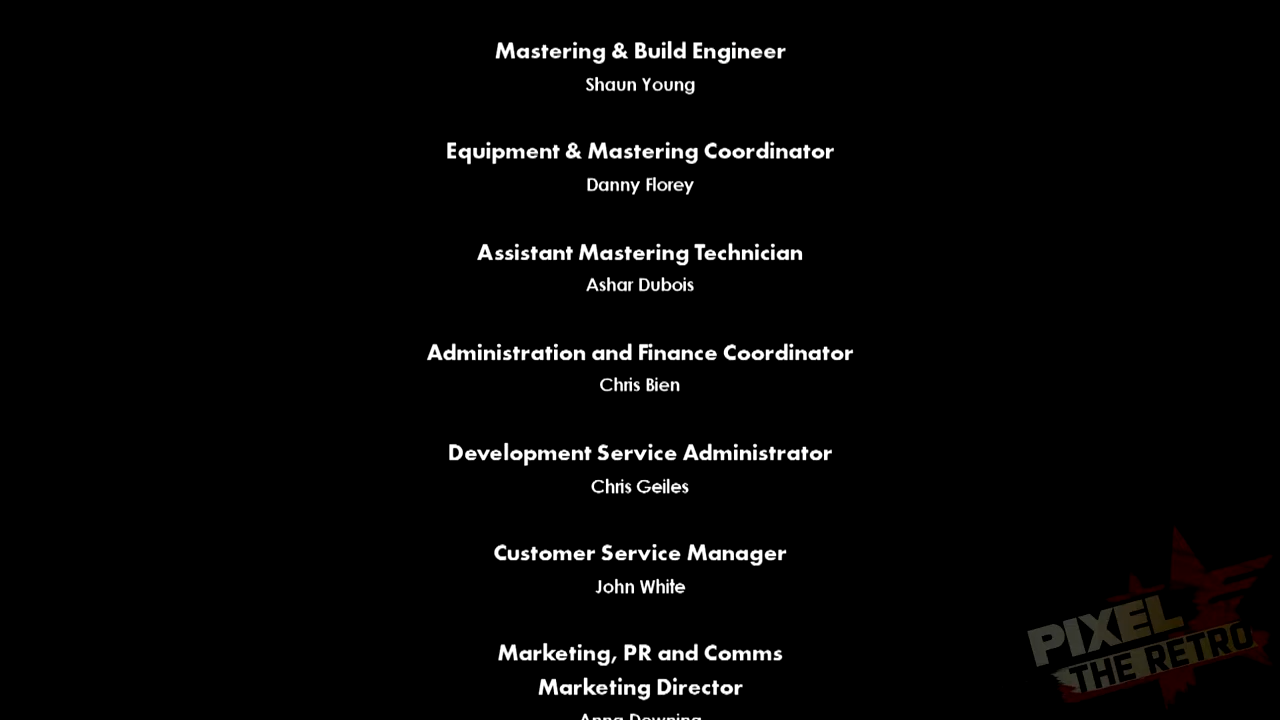 Mastering & Build Engineer
Shaun Young
Equipment & Mastering Coordinator
Danny Florey
Assistant Mastering Technician
Ashar Dubois
Administration and Finance Coordinator
Chris Bien
Development Service Administrator
Chris Geiles
Customer Service Manager
John White
Marketing, PR and Comms
Marketing Director
Anna Downing
PIXEL
THE RETRO